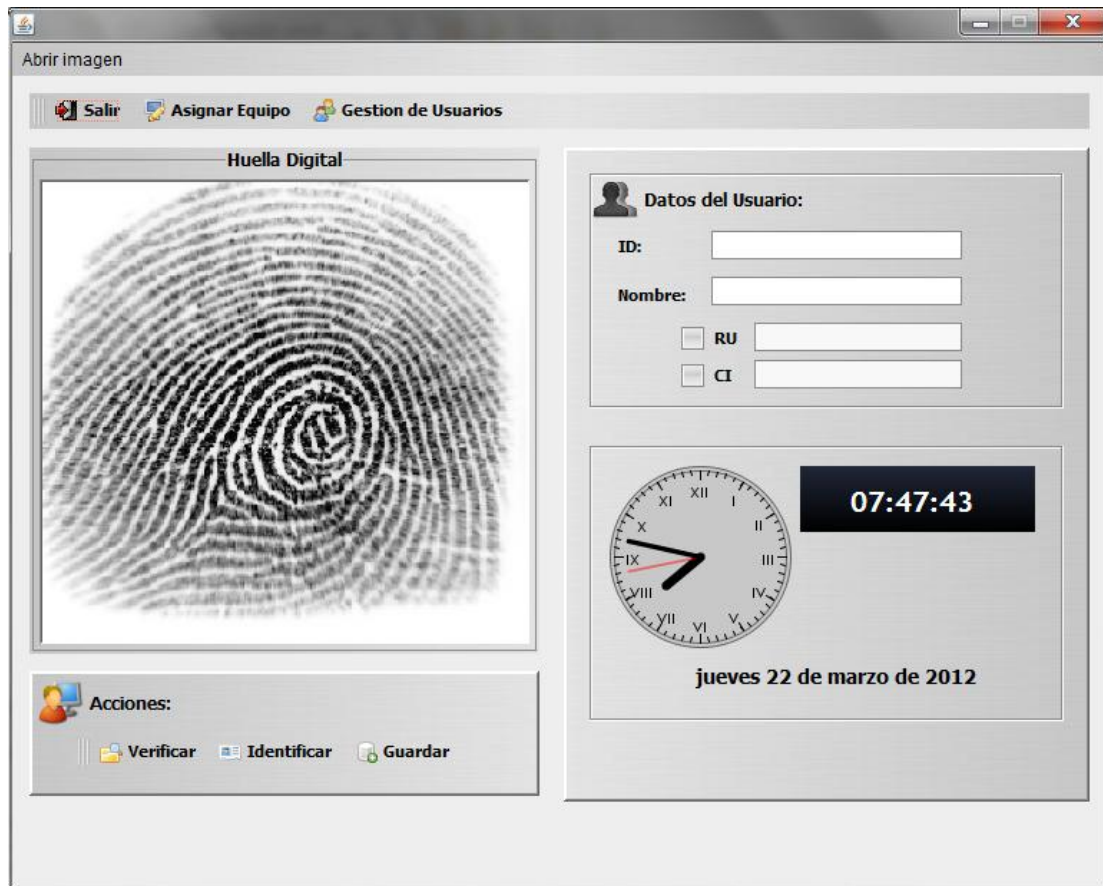 Abrir imagen
Salir Asignar Equipo Gestion de Usuarios
Huella Digital
Datos del Usuario:
ID:
Nombre:
RU
CI
XII
I
II
III
IV
V
VI
VII
VIII
IX
X
XI
07:47:43
jueves 22 de marzo de 2012
Acciones:
Verificar Identificar Guardar